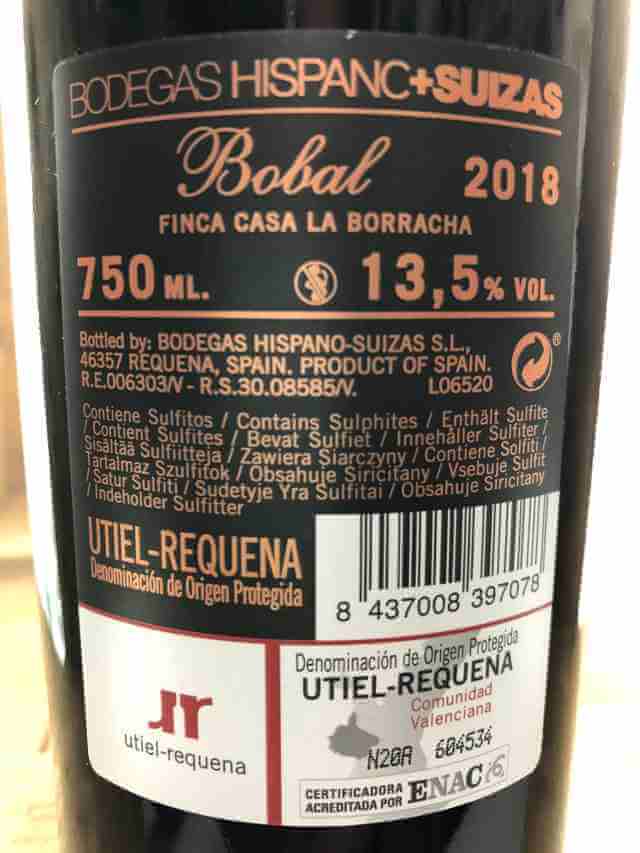 BODEGAS HISPANO+SUIZAS
Bobal 2018
FINCA CASA LA BORRACHA
750 ML. 13,5% VOL.
Bottled by: BODEGAS HISPANO-SUIZAS S.L.,
46357 REQUENA, SPAIN. PRODUCT OF SPAIN.
R.E.006303/V - R.S.30.08585/V. L06520
®
Contiene Sulfitos / Contains Sulphites / Enthält Sulfite
/ Contient Sulfites / Bevat Sulfiet / Innehåller Sulfiter /
Sisältää Sulfiitteja / Zawiera Siarczyny / Contiene Solfiti /
Tartalmaz Szulfitok / Obsahuje Siricitany / Vsebuje Sulfit
/ Satur Sulfiti / Sudetyje Yra Sulfitai / Obsahuje Siricitany
/ Indeholder Sulfitter
UTIEL-REQUENA
Denominación de Origen Protegida
8 437008 397078
utiel-requena
Denominación de Origen Protegida
UTIEL-REQUENA
Comunidad
Valenciana
N20A 604534
CERTIFICADORA
ACREDITADA POR ENAC